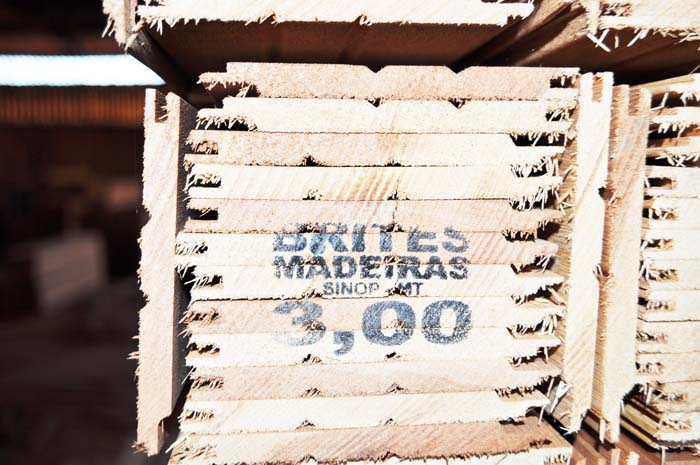 BRITES
MADEIRAS
SINOP - MT
3,00